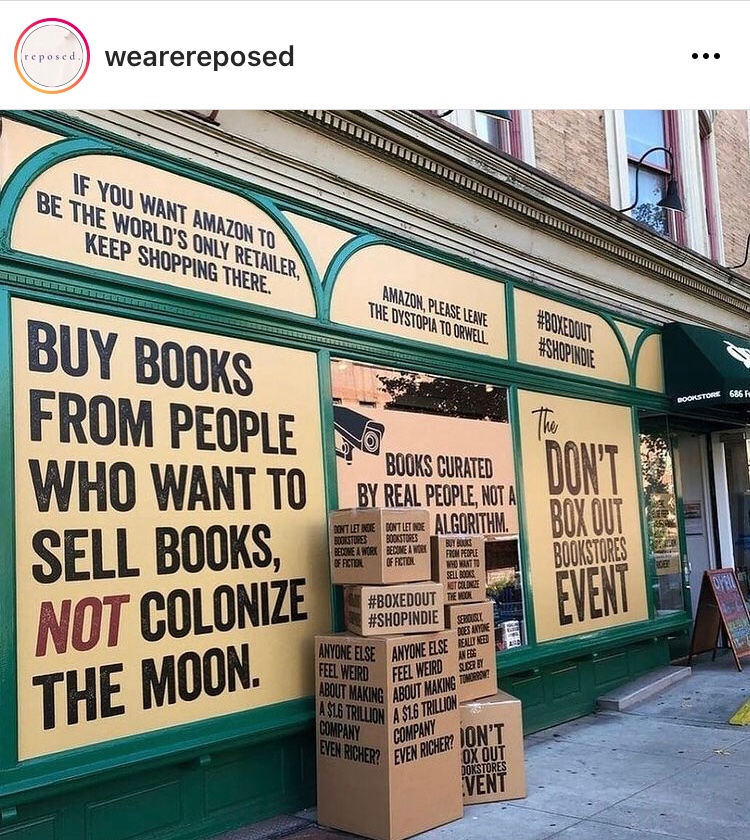 reposed.
wearereposed
IF YOU WANT AMAZON TO
BE THE WORLD'S ONLY RETAILER,
KEEP SHOPPING THERE.
AMAZON, PLEASE LEAVE
THE DYSTOPIA TO ORWELL.
#BOXEDOUT
#SHOPINDIE
BOOKSTORE 686
BUY BOOKS
FROM PEOPLE
WHO WANT TO
SELL BOOKS,
NOT COLONIZE
THE MOON.
BOOKS CURATED
BY REAL PEOPLE, NOT A
ALGORITHM.
The
DON'T
BOX OUT
BOOKSTORES
EVENT
DON'T LET INDIE
BOOKSTORES
BECOME A WORK
OF FICTION.
DON'T LET INDIE
BOOKSTORES
BECOME A WORK
OF FICTION.
BUY BOOKS
FROM PEOPLE
WHO WANT TO
SELL BOOKS,
NOT COLONIZE
THE MOON.
#BOXEDOUT
#SHOPINDIE
SERIOUSLY,
DOES ANYONE
REALLY NEED
AN EGG
SLICER BY
TOMORROW?
ANYONE ELSE
FEEL WEIRD
ABOUT MAKING
A $1.6 TRILLION
COMPANY
EVEN RICHER?
ANYONE ELSE
FEEL WEIRD
ABOUT MAKING
A $1.6 TRILLION
COMPANY
EVEN RICHER?
DON'T
OX OUT
OOKSTORES
VENT
OPEN